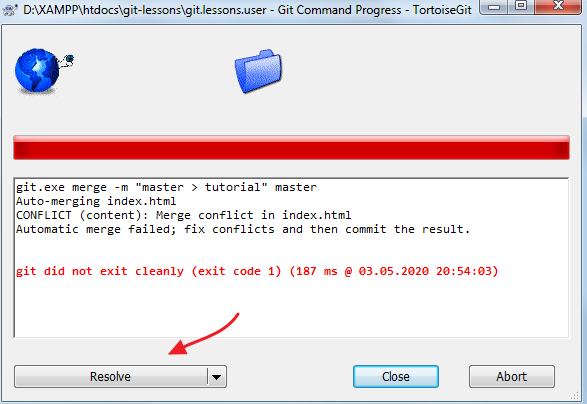 D:\XAMPP\htdocs\git-lessons\git.lessons.user - Git Command Progress - TortoiseGit
git.exe merge -m "master > tutorial" master
Auto-merging index.html
CONFLICT (content): Merge conflict in index.html
Automatic merge failed; fix conflicts and then commit the result.
git did not exit cleanly (exit code 1) (187 ms @ 03.05.2020 20:54:03)
Resolve
Close
Abort